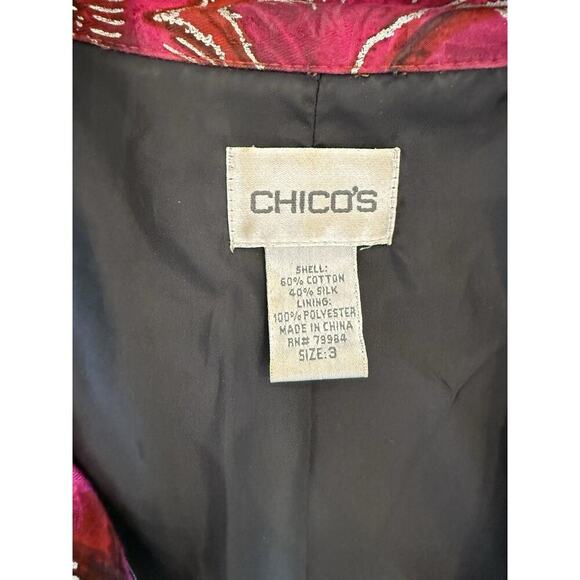 CHICO'S
SHELL:
60% COTTON
40% SILK
LINING:
100% POLYESTER
MADE IN CHINA
RN# 79984
SIZE:3